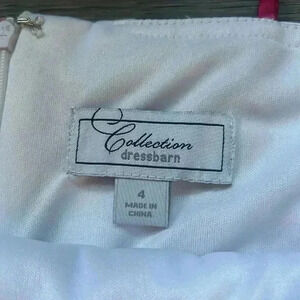 Collection
dressbarn
4
MADE IN
CHINA